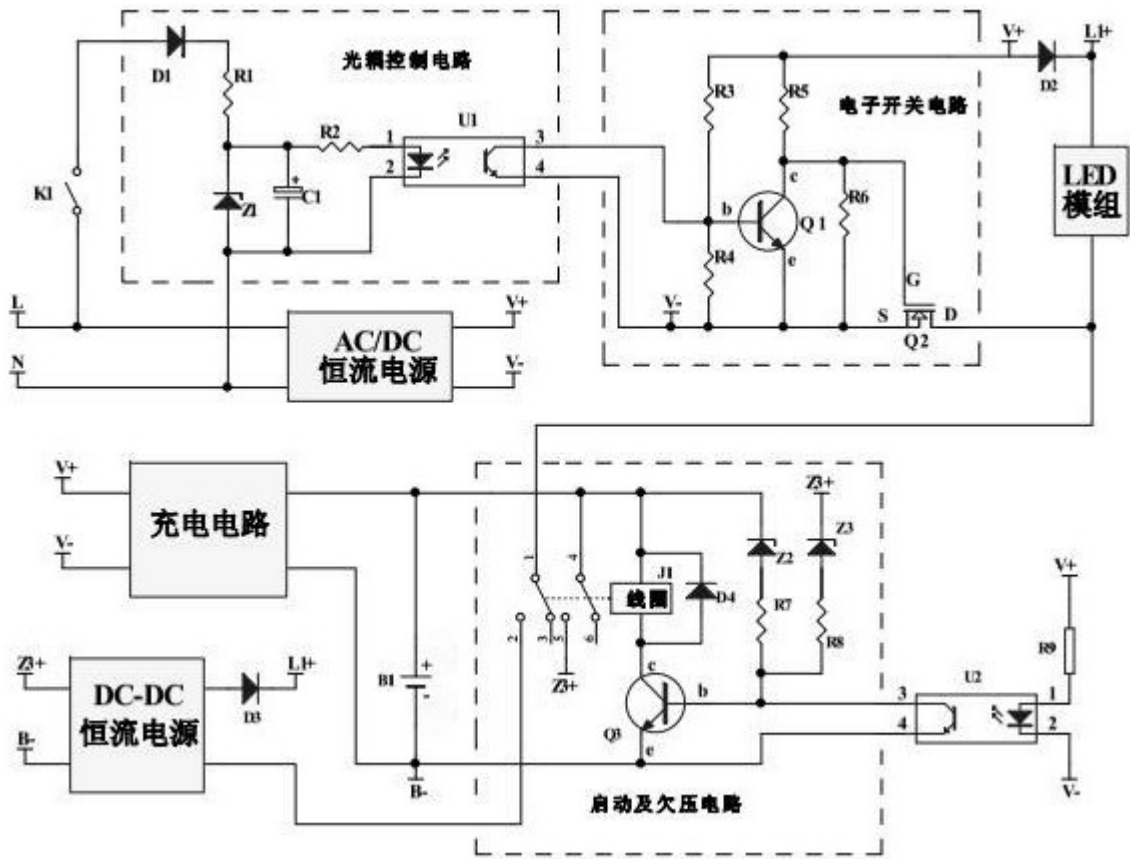 V+
L1+
D1
光耦控制电路
D2
R1
R3
R5
电子开关电路
U1
R2
1
3
2
4
LED
模组
K1
Z1
+
C1
c
b
Q1
R6
R4
e
G
L
V+
V-
S
D
Q2
AC/DC
恒流电源
N
V-
V+
充电电路
Z3+
Z3
Z2
V-
1
4
J1
线圈
D4
V+
R7
R8
R9
2
3
5
6
Z3+
L1+
DC-DC
恒流电源
D3
B1
+
-
Z3+
c
b
Q3
e
U2
3
1
4
2
B-
B-
V-
启动及欠压电路